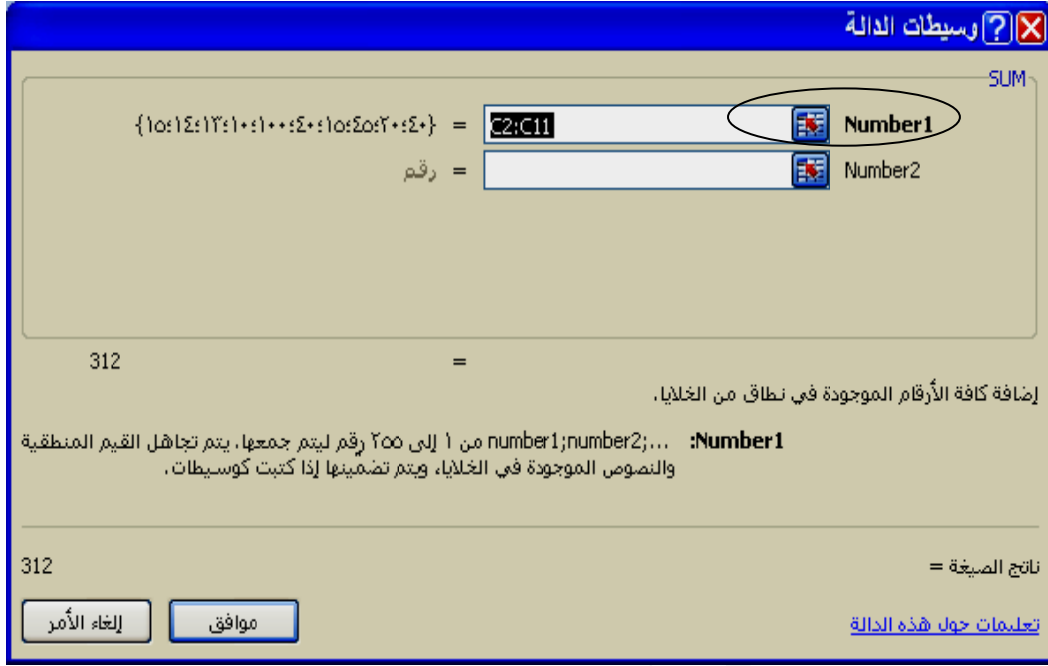 وسيطات الدالة
SUM
Number1 C2:C11 = {٤٠؛٢٠؛٤٥؛١٥؛٤٠؛١٠٠؛١٠؛١٣؛١٤؛١٥}
Number2 = رقم
= 312
إضافة كافة الأرقام الموجودة في نطاق من الخلايا.
Number1: number1;number2;... من ١ إلى ٢٥٥ رقم ليتم جمعها. يتم تجاهل القيم المنطقية
والنصوص الموجودة في الخلايا، ويتم تضمينها إذا كتبت كوسيطات.
ناتج الصيغة = 312
تعليمات حول هذه الدالة موافق إلغاء الأمر